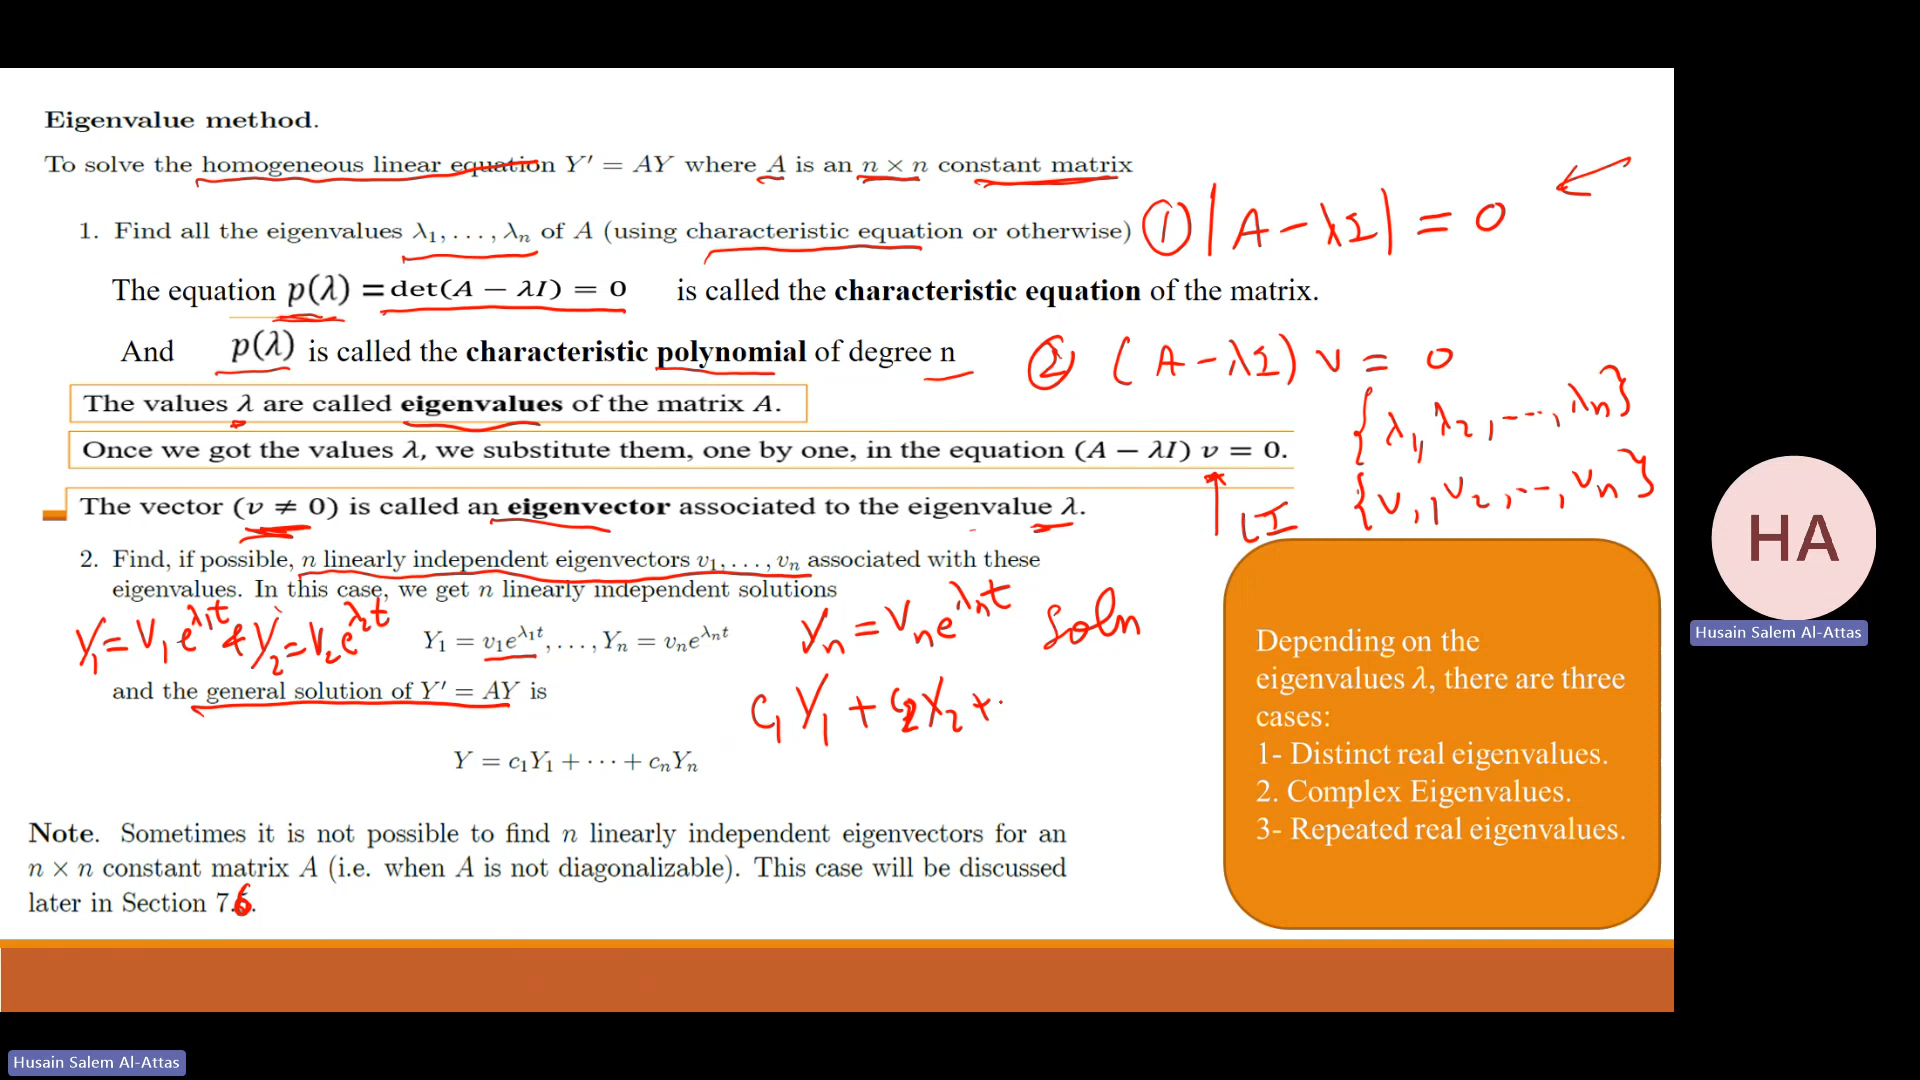 Eigenvalue method.
To solve the homogeneous linear equation Y′ = AY where A is an n × n constant matrix
1. Find all the eigenvalues λ₁, . . . , λₙ of A (using characteristic equation or otherwise)
① |A − λI| = 0
The equation p(λ) = det(A − λI) = 0 is called the characteristic equation of the matrix.
And p(λ) is called the characteristic polynomial of degree n
② (A − λI) v = 0
The values λ are called eigenvalues of the matrix A.
{λ₁, λ₂, ..., λₙ}
Once we got the values λ, we substitute them, one by one, in the equation (A − λI) v = 0.
{v₁, v₂, ..., vₙ}
The vector (v ≠ 0) is called an eigenvector associated to the eigenvalue λ.
LI
2. Find, if possible, n linearly independent eigenvectors v₁, . . . , vₙ associated with these
eigenvalues. In this case, we get n linearly independent solutions
Y₁ = v₁e^λ₁t & Y₂ = v₂e^λ₂t
Y₁ = v₁e^λ₁t, . . . , Yₙ = vₙe^λₙt
yₙ = vₙe^λₙt soln
and the general solution of Y′ = AY is
c₁Y₁ + c₂Y₂ +
Y = c₁Y₁ + · · · + cₙYₙ
Note. Sometimes it is not possible to find n linearly independent eigenvectors for an
n × n constant matrix A (i.e. when A is not diagonalizable). This case will be discussed
later in Section 7.6.
Depending on the
eigenvalues λ, there are three
cases:
1- Distinct real eigenvalues.
2. Complex Eigenvalues.
3- Repeated real eigenvalues.
HA
Husain Salem Al-Attas
Husain Salem Al-Attas